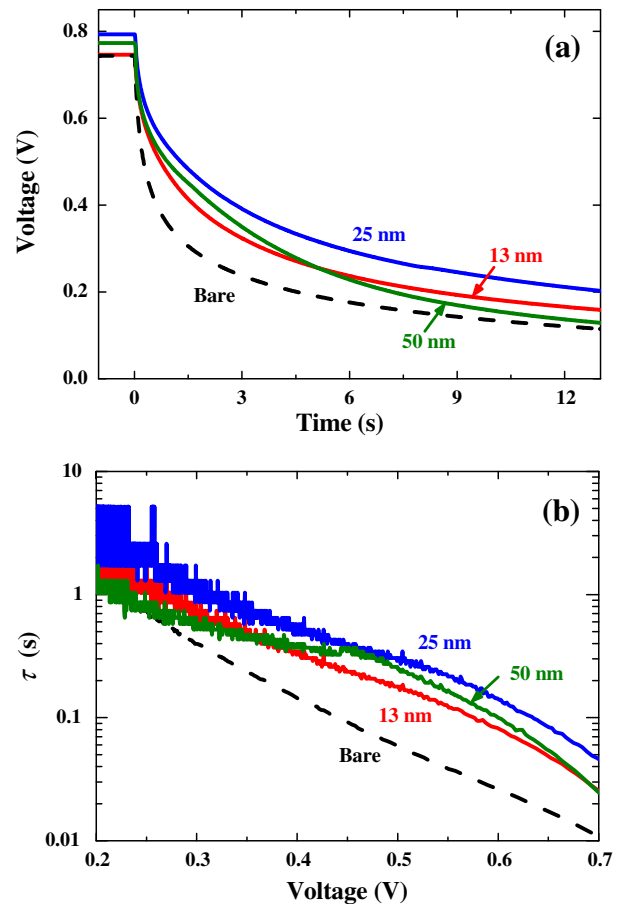 (a)
0.8
0.6
0.4
0.2
0.0
Voltage (V)
25 nm
13 nm
Bare
50 nm
0 3 6 9 12
Time (s)
(b)
10
1
0.1
0.01
τ (s)
25 nm
50 nm
13 nm
Bare
0.2 0.3 0.4 0.5 0.6 0.7
Voltage (V)